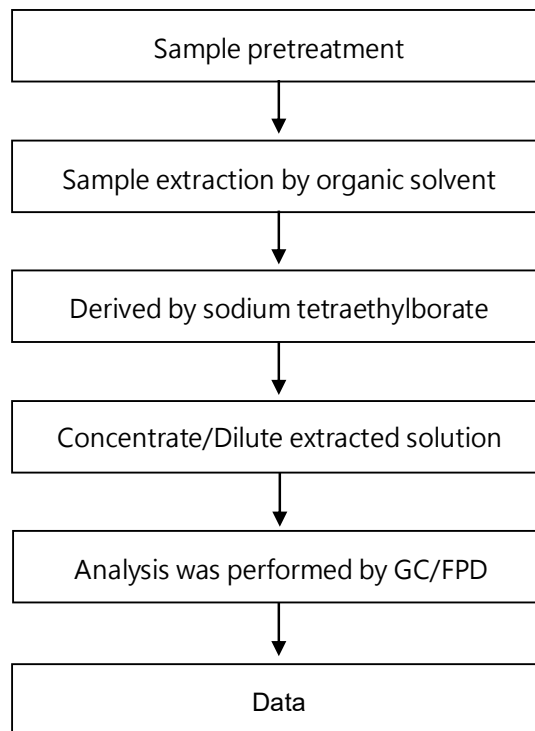 Sample pretreatment
Sample extraction by organic solvent
Derived by sodium tetraethylborate
Concentrate/Dilute extracted solution
Analysis was performed by GC/FPD
Data